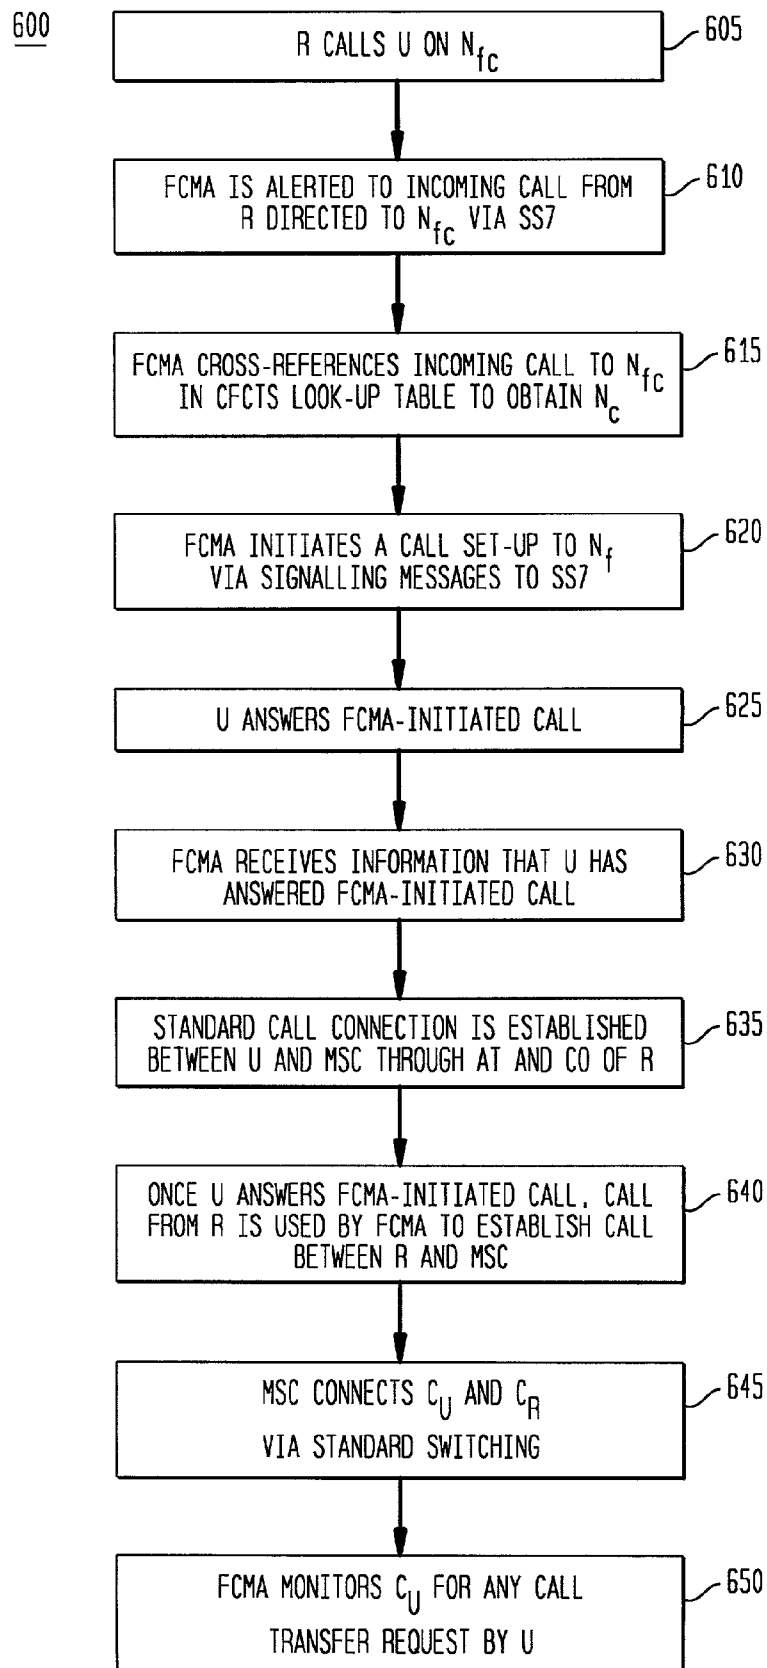 600
R CALLS U ON Nfc
605
FCMA IS ALERTED TO INCOMING CALL FROM
R DIRECTED TO Nfc VIA SS7
610
FCMA CROSS-REFERENCES INCOMING CALL TO Nfc
IN CFCTS LOOK-UP TABLE TO OBTAIN Nc
615
FCMA INITIATES A CALL SET-UP TO Nf
VIA SIGNALLING MESSAGES TO SS7
620
U ANSWERS FCMA-INITIATED CALL
625
FCMA RECEIVES INFORMATION THAT U HAS
ANSWERED FCMA-INITIATED CALL
630
STANDARD CALL CONNECTION IS ESTABLISHED
BETWEEN U AND MSC THROUGH AT AND CO OF R
635
ONCE U ANSWERS FCMA-INITIATED CALL, CALL
FROM R IS USED BY FCMA TO ESTABLISH CALL
BETWEEN R AND MSC
640
MSC CONNECTS CU AND CR
VIA STANDARD SWITCHING
645
FCMA MONITORS CU FOR ANY CALL
TRANSFER REQUEST BY U
650